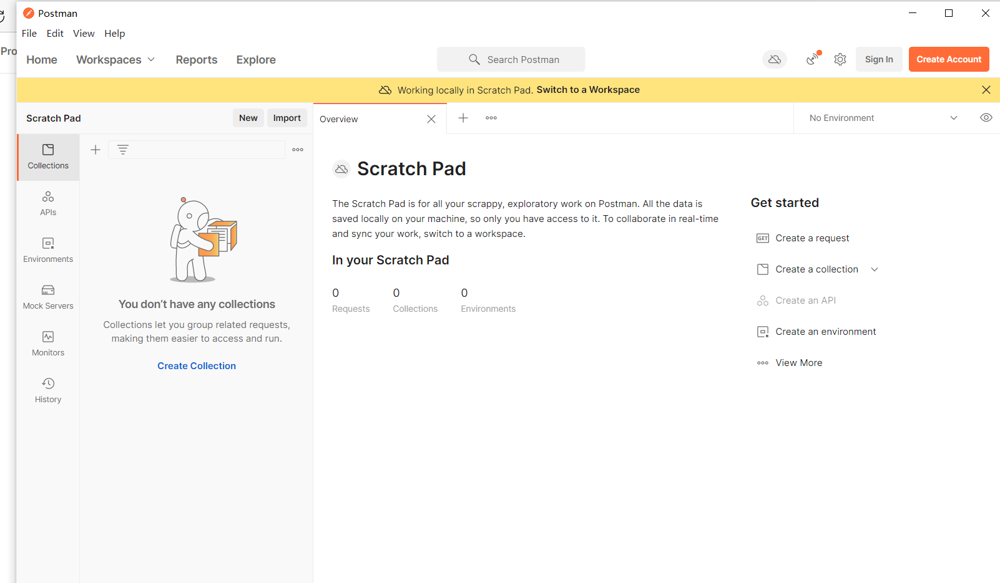 Postman
File Edit View Help
Pro
Home Workspaces Reports Explore
Search Postman
Sign In
Create Account
Working locally in Scratch Pad. Switch to a Workspace
Scratch Pad
New
Import
Overview
No Environment
Collections
APIs
Environments
Mock Servers
Monitors
History
You don’t have any collections
Collections let you group related requests,
making them easier to access and run.
Create Collection
Scratch Pad
The Scratch Pad is for all your scrappy, exploratory work on Postman. All the data is
saved locally on your machine, so only you have access to it. To collaborate in real-time
and sync your work, switch to a workspace.
In your Scratch Pad
0 0 0
Requests Collections Environments
Get started
GET Create a request
Create a collection
Create an API
Create an environment
View More